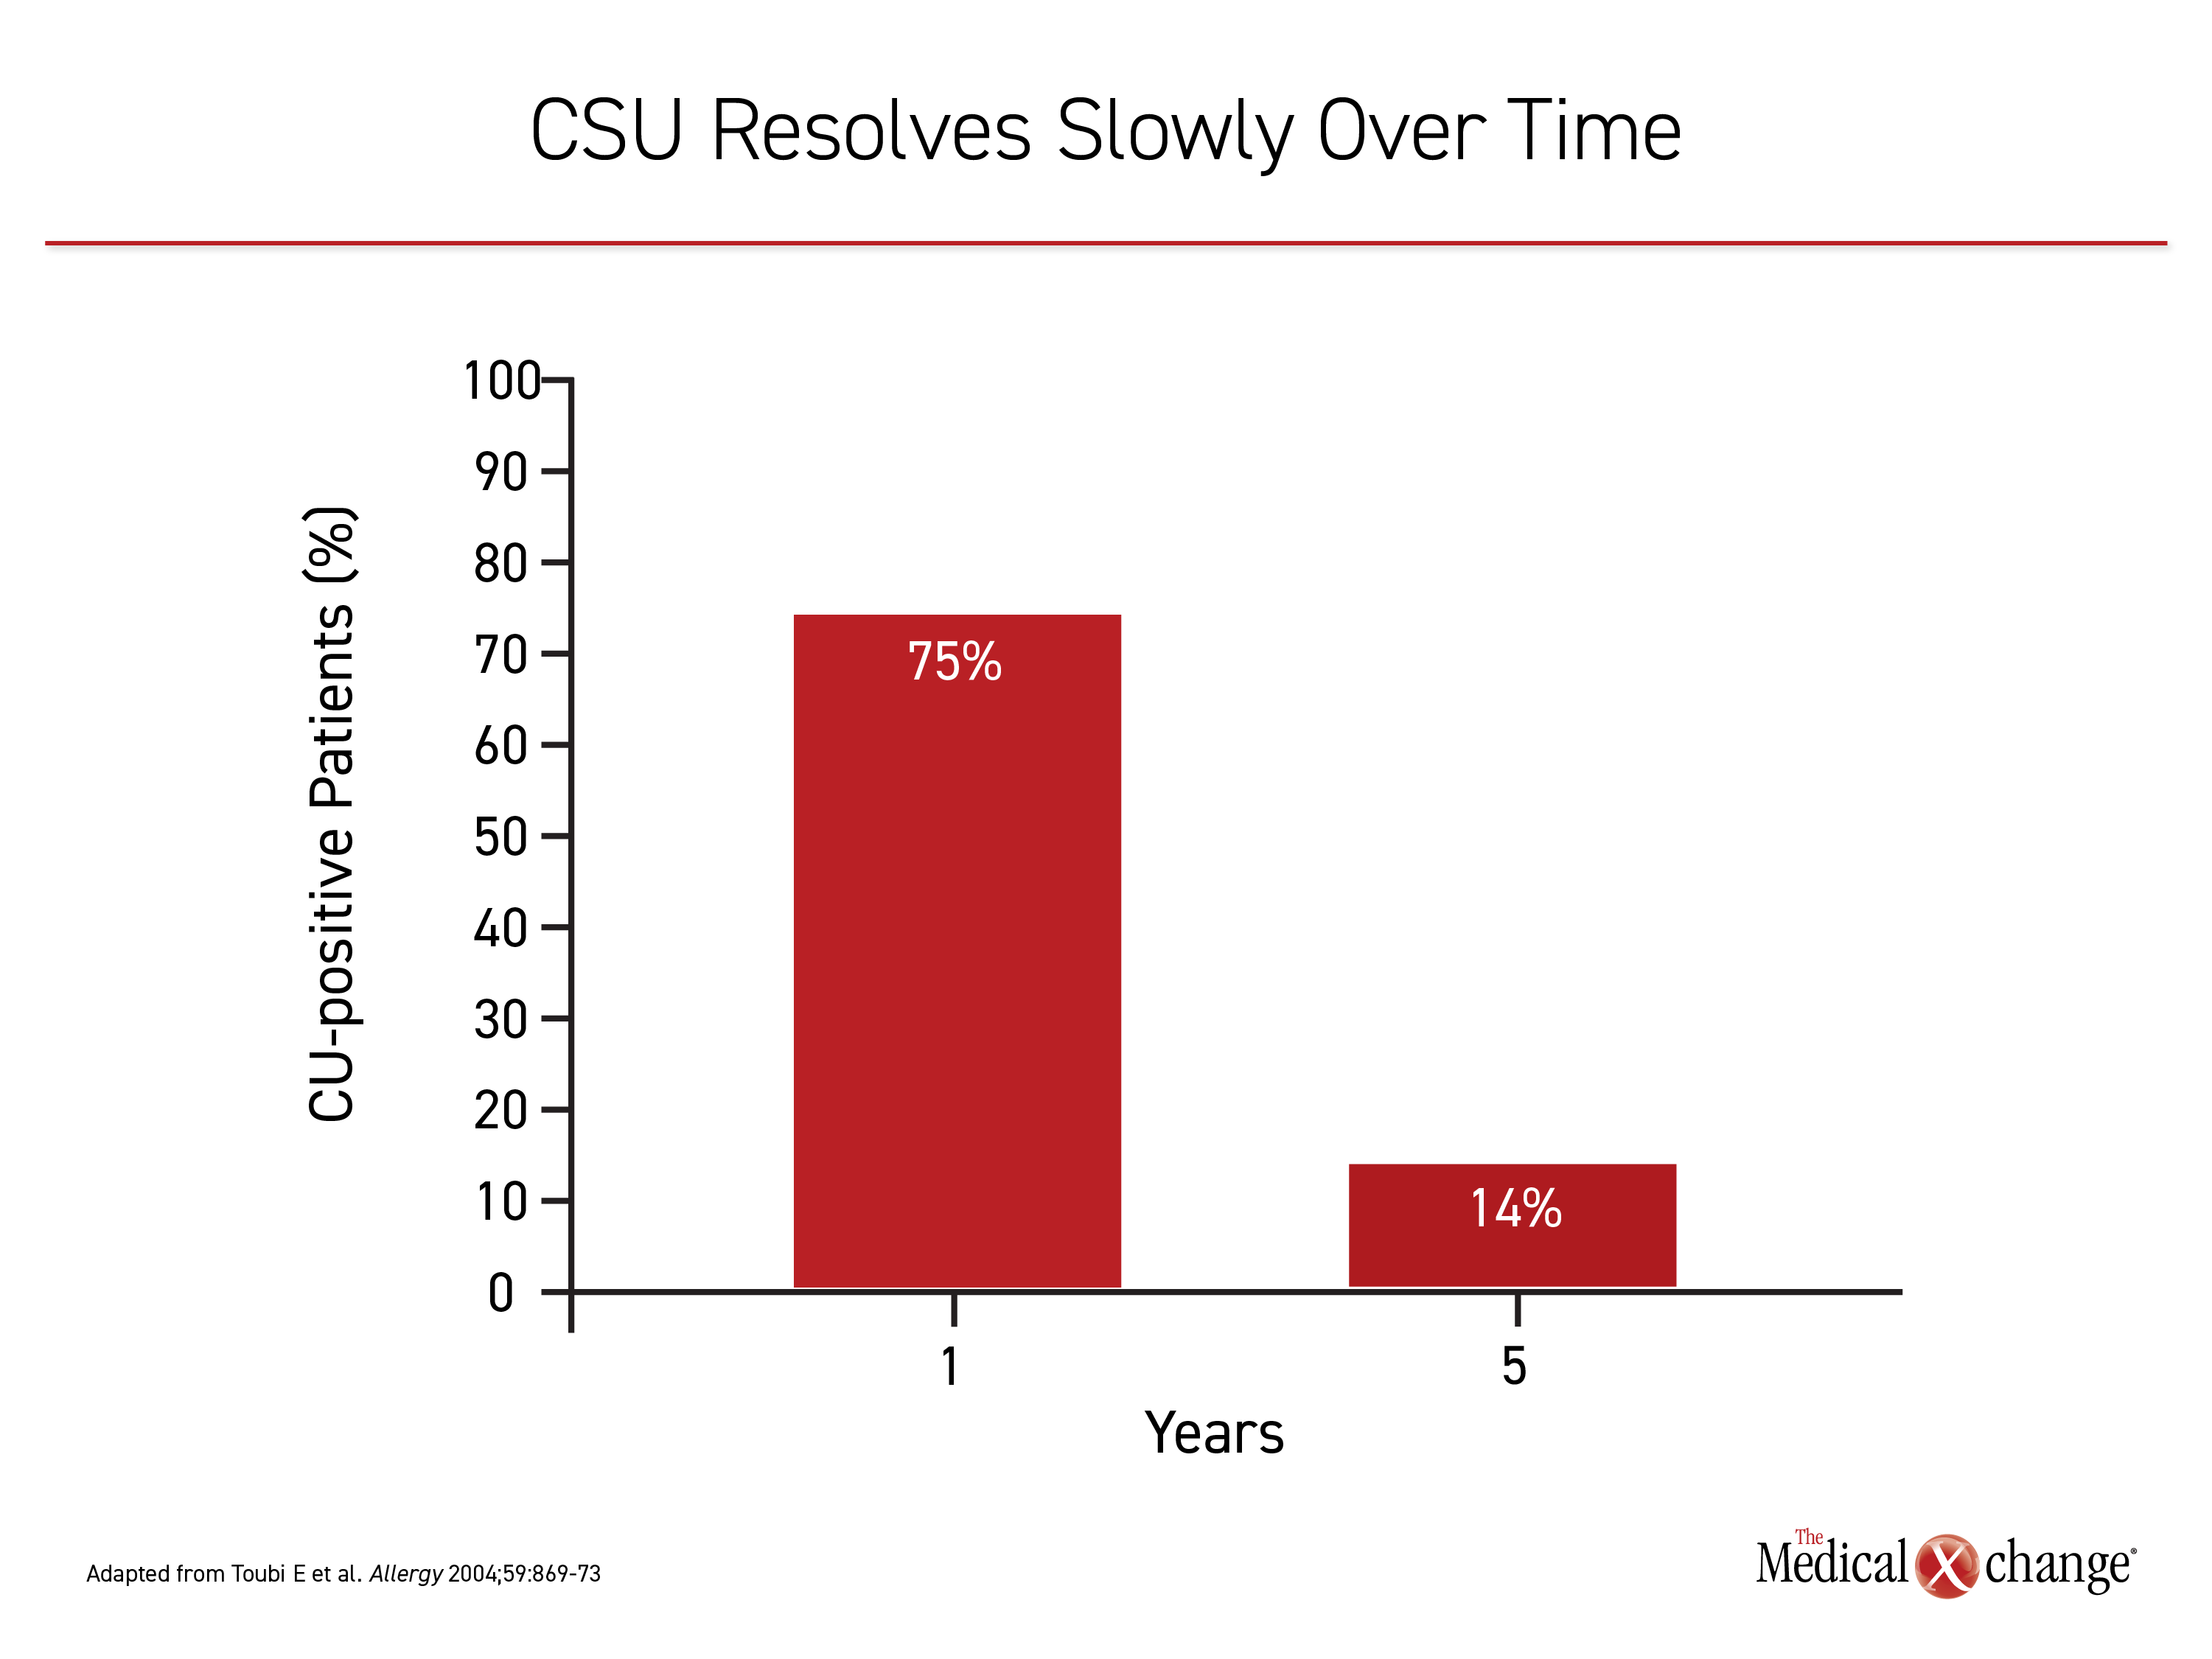 CSU Resolves Slowly Over Time
CU-positive Patients (%)
100
90
80
70
60
50
40
30
20
10
0
75%
14%
1
5
Years
Adapted from Toubi E et al. Allergy 2004;59:869-73
The
Medical Xchange®